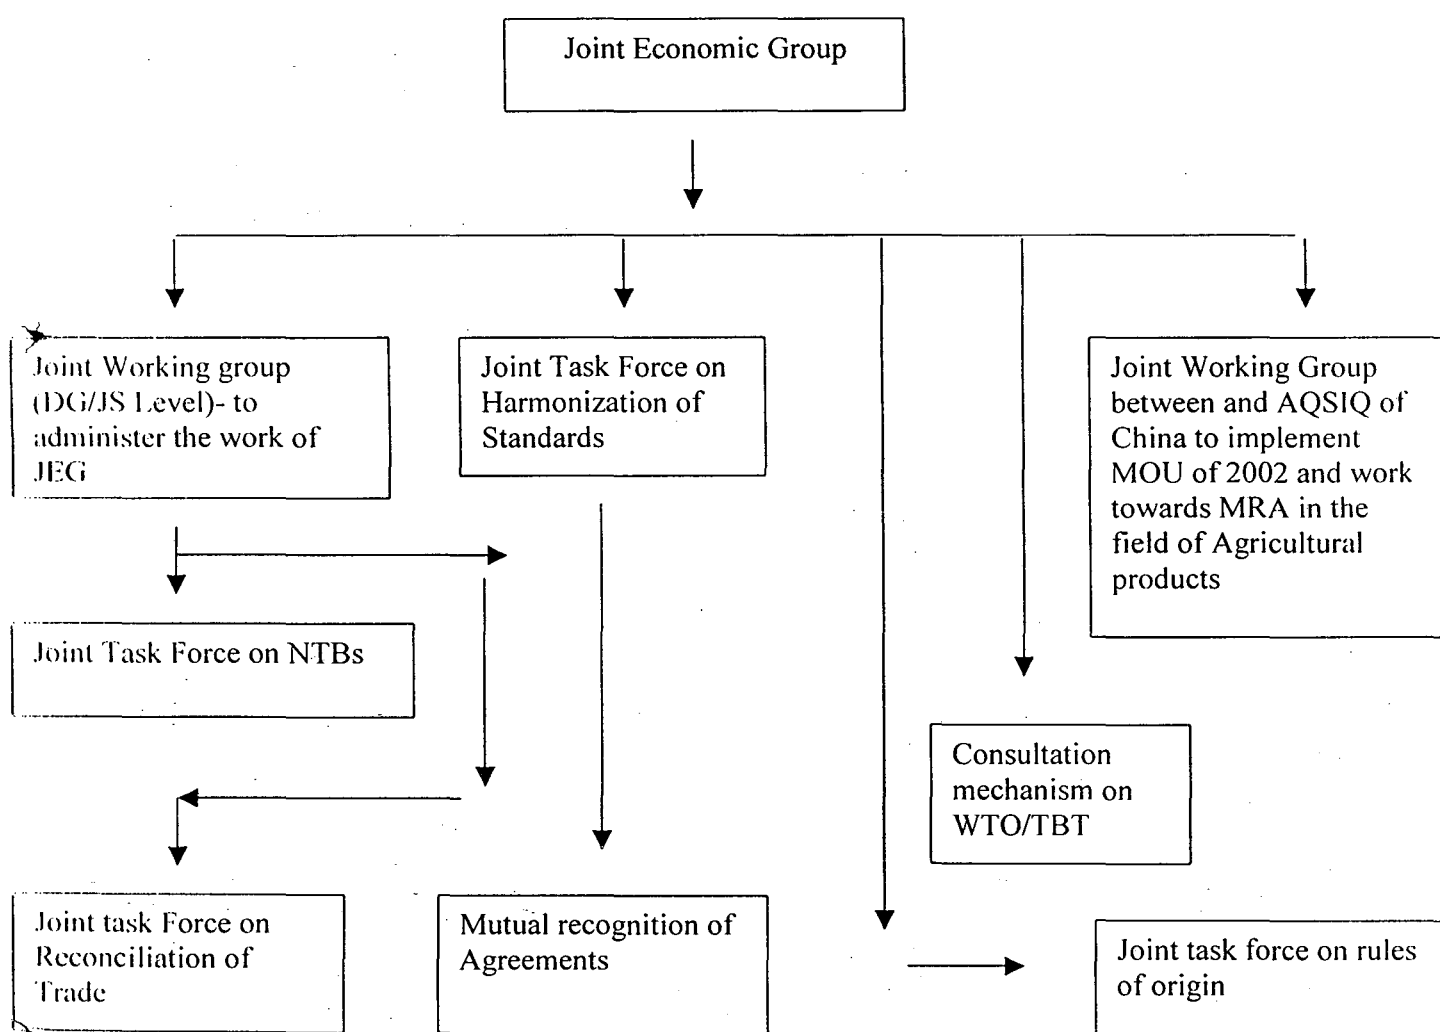 Joint Economic Group
Joint Working group
(DG/JS Level)- to
administer the work of
JEG
Joint Task Force on
Harmonization of
Standards
Joint Working Group
between and AQSIQ of
China to implement
MOU of 2002 and work
towards MRA in the
field of Agricultural
products
Joint Task Force on NTBs
Consultation
mechanism on
WTO/TBT
Joint task Force on
Reconciliation of
Trade
Mutual recognition of
Agreements
Joint task force on rules
of origin